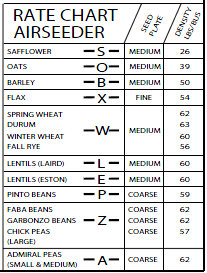 RATE CHART
AIRSEEDER
SEED
PLATE
DENSITY
LBS/BUS
SAFFLOWER –S– MEDIUM 26
OATS –O– MEDIUM 39
BARLEY –B– MEDIUM 50
FLAX –X– FINE 54
SPRING WHEAT 62
DURUM 63
–W– MEDIUM
WINTER WHEAT 60
FALL RYE 56
LENTILS (LAIRD) –L– MEDIUM 60
LENTILS (ESTON) –E– MEDIUM 60
PINTO BEANS –P– COARSE 59
FABA BEANS COARSE 62
GARBONZO BEANS –Z– COARSE 62
CHICK PEAS COARSE 57
(LARGE)
ADMIRAL PEAS –A– COARSE 62
(SMALL & MEDIUM)